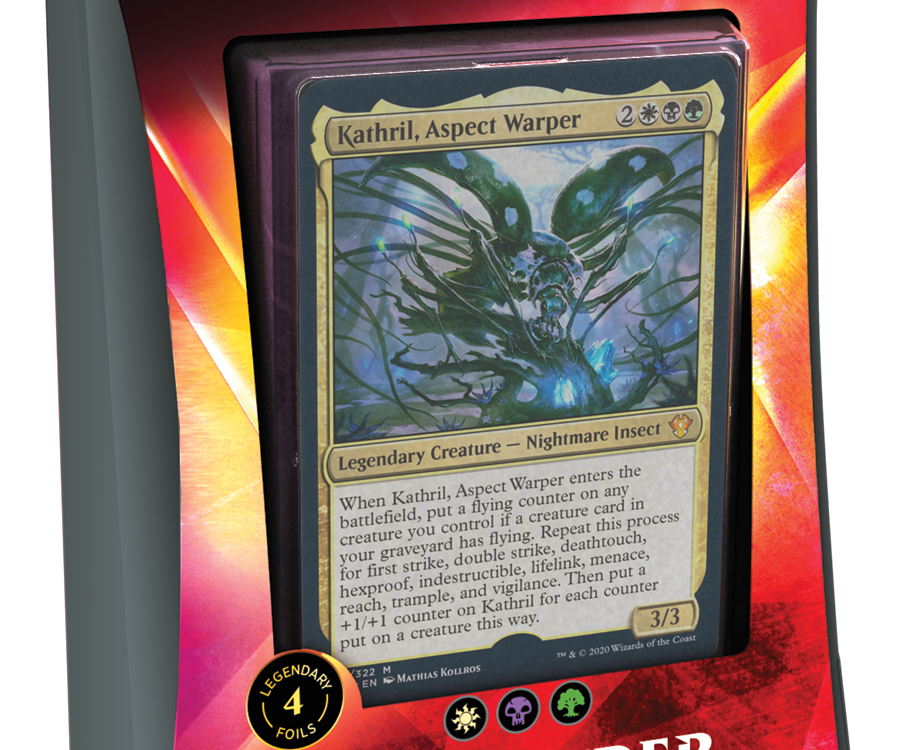 Kathril, Aspect Warper 2
Legendary Creature — Nightmare Insect
When Kathril, Aspect Warper enters the
battlefield, put a flying counter on any
creature you control if a creature card in
your graveyard has flying. Repeat this process
for first strike, double strike, deathtouch,
hexproof, indestructible, lifelink, menace,
reach, trample, and vigilance. Then put a
+1/+1 counter on Kathril for each counter
put on a creature this way.
3/3
/322 M
EN Mathias Kollros
™ & © 2020 Wizards of the Coast
LEGENDARY
4
FOILS